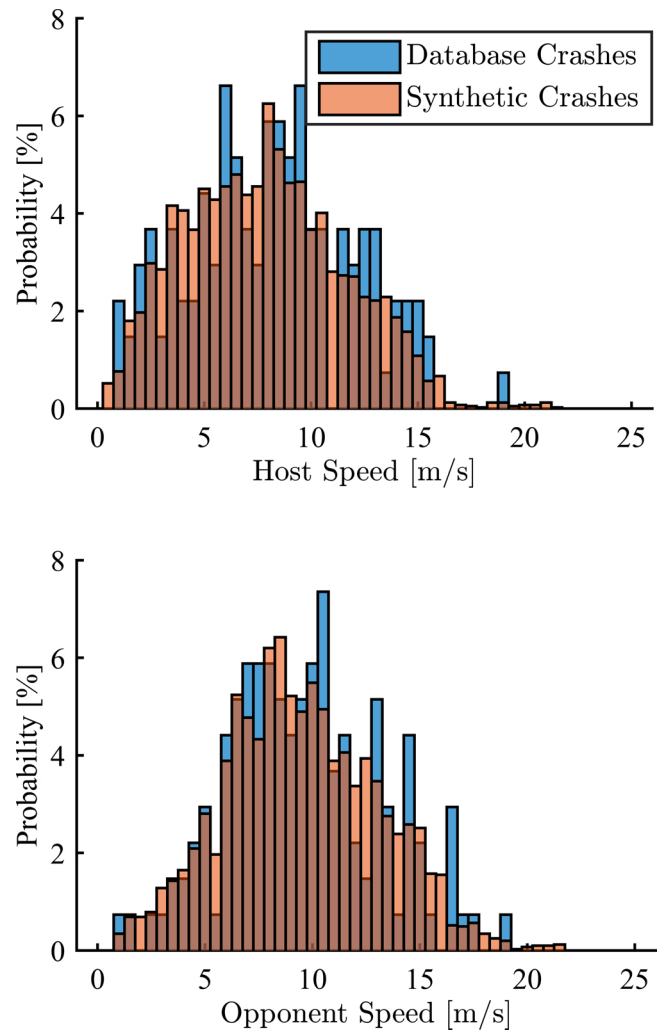 8
6
4
2
0
Probability [%]
Database Crashes
Synthetic Crashes
0 5 10 15 20 25
Host Speed [m/s]
8
6
4
2
0
Probability [%]
0 5 10 15 20 25
Opponent Speed [m/s]